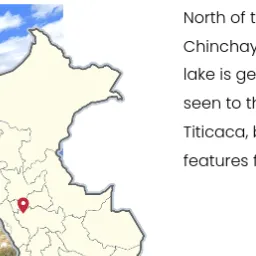 North of t
Chinchay
lake is ge
seen to th
Titicaca, b
features f